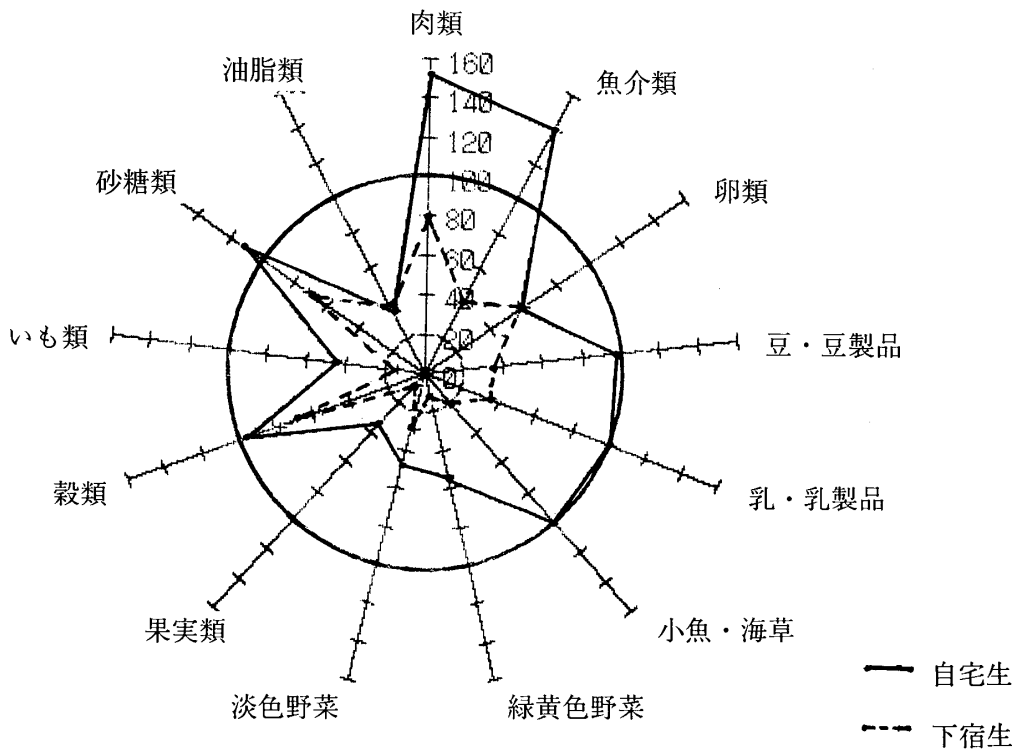 肉類
160
140
120
100
80
60
40
20
0
魚介類
卵類
豆・豆製品
乳・乳製品
小魚・海草
緑黄色野菜
淡色野菜
果実類
穀類
いも類
砂糖類
油脂類
自宅生
下宿生